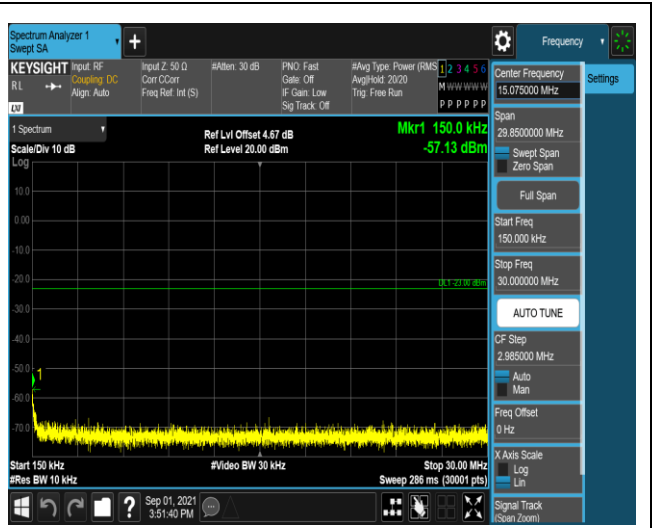 Spectrum Analyzer 1
Swept SA
Frequency
KEYSIGHT
RL
LXI
Input: RF
Coupling: DC
Align: Auto
Input Z: 50 Ω
Corr CCorr
Freq Ref: Int (S)
#Atten: 30 dB
PNO: Fast
Gate: Off
IF Gain: Low
Sig Track: Off
#Avg Type: Power (RMS
Avg|Hold: 20/20
Trig: Free Run
1 2 3 4 5 6
M W W W W W
P P P P P P
1 Spectrum
Scale/Div 10 dB
Log
Ref Lvl Offset 4.67 dB
Ref Level 20.00 dBm
Mkr1 150.0 kHz
-57.13 dBm
10.0
0.00
-10.0
-20.0
DL1 -23.00 dBm
-30.0
-40.0
-50.0
1
-60.0
-70.0
Start 150 kHz
#Res BW 10 kHz
#Video BW 30 kHz
Stop 30.00 MHz
Sweep 286 ms (30001 pts)
?
Sep 01, 2021
3:51:40 PM
Center Frequency
15.075000 MHz
Settings
Span
29.8500000 MHz
Swept Span
Zero Span
Full Span
Start Freq
150.000 kHz
Stop Freq
30.000000 MHz
AUTO TUNE
CF Step
2.985000 MHz
Auto
Man
Freq Offset
0 Hz
X Axis Scale
Log
Lin
Signal Track
(Span Zoom)